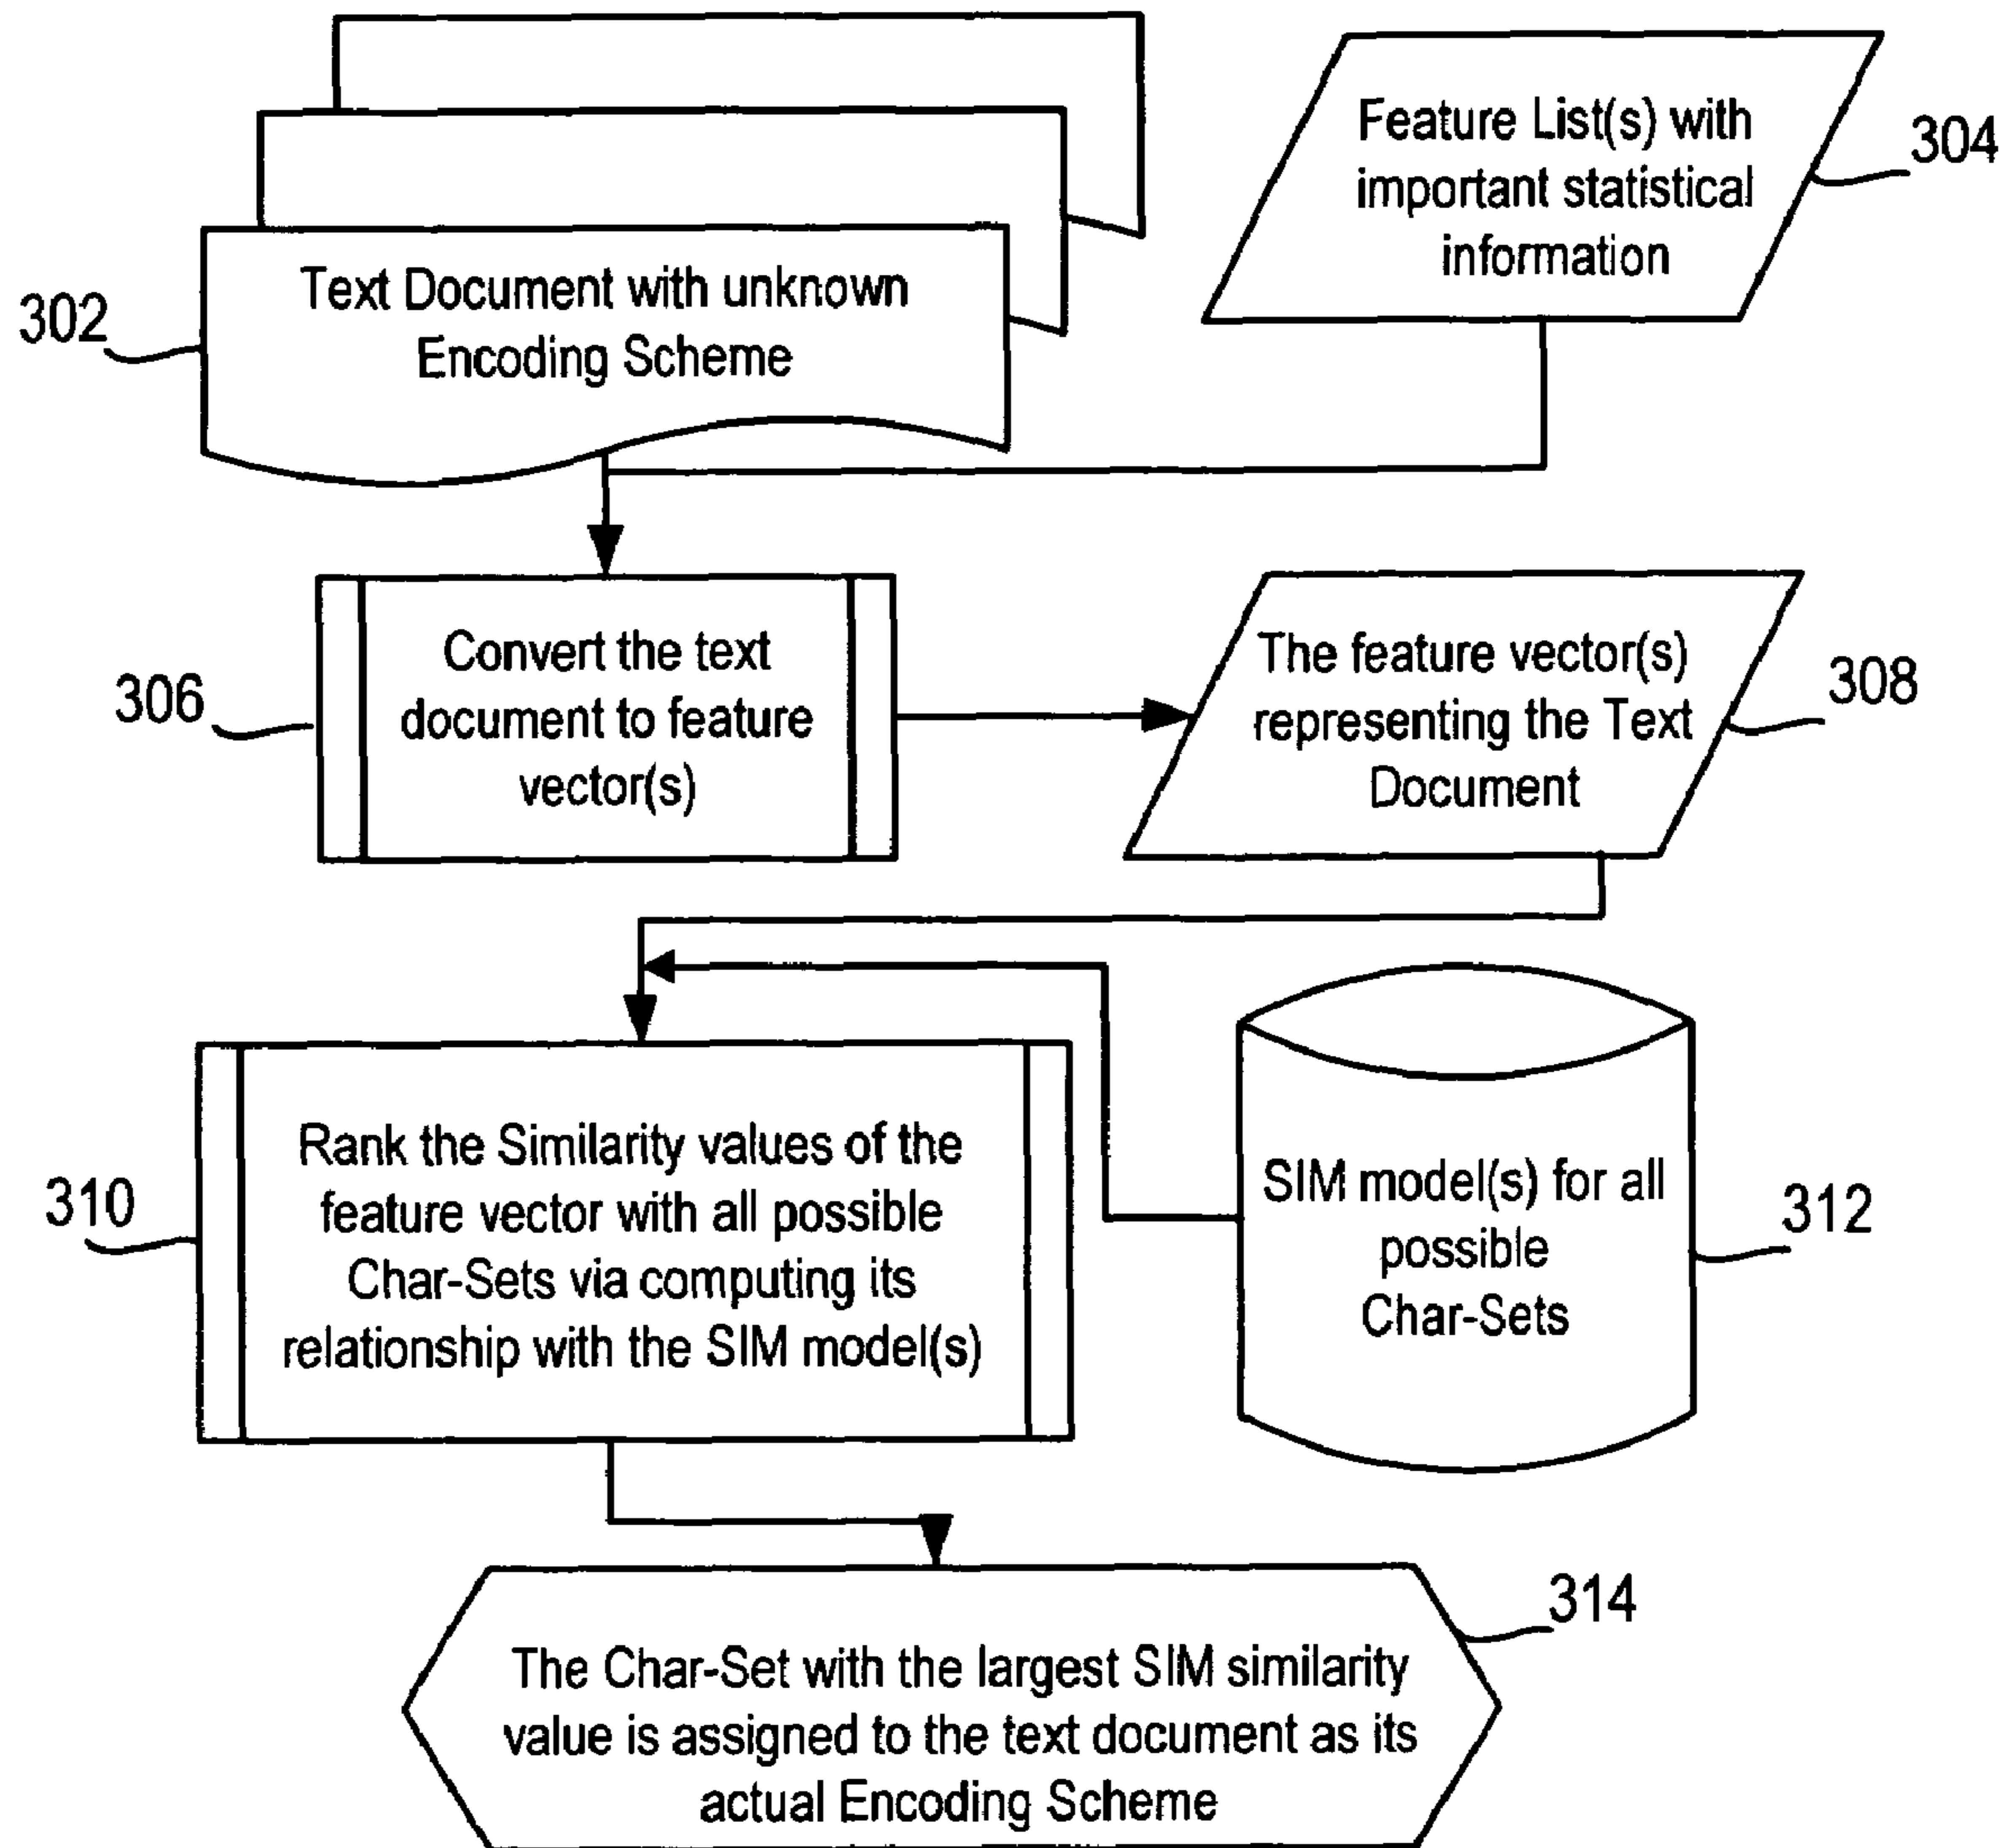 Feature List(s) with
important statistical
information
304
Text Document with unknown
Encoding Scheme
302
Convert the text
document to feature
vector(s)
306
The feature vector(s)
representing the Text
Document
308
Rank the Similarity values of the
feature vector with all possible
Char-Sets via computing its
relationship with the SIM model(s)
310
SIM model(s) for all
possible
Char-Sets
312
The Char-Set with the largest SIM similarity
value is assigned to the text document as its
actual Encoding Scheme
314